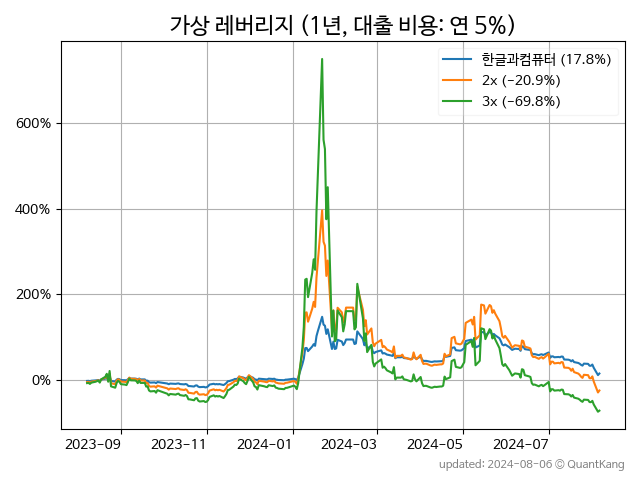 가상 레버리지 (1년, 대출 비용: 연 5%)
한글과컴퓨터 (17.8%)
2x (−20.9%)
3x (−69.8%)
600%
400%
200%
0%
2023-09 2023-11 2024-01 2024-03 2024-05 2024-07
updated: 2024-08-06 © QuantKang